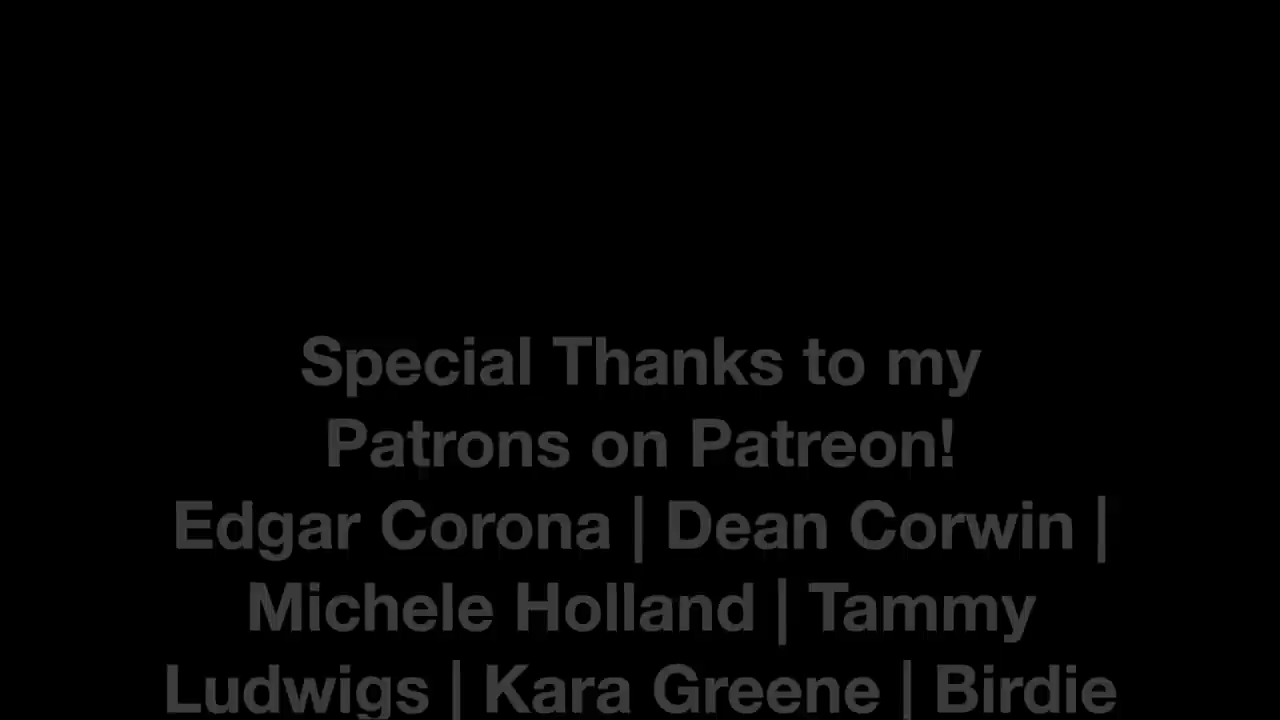 Special Thanks to my
Patrons on Patreon!
Edgar Corona | Dean Corwin |
Michele Holland | Tammy
Ludwigs | Kara Greene | Birdie